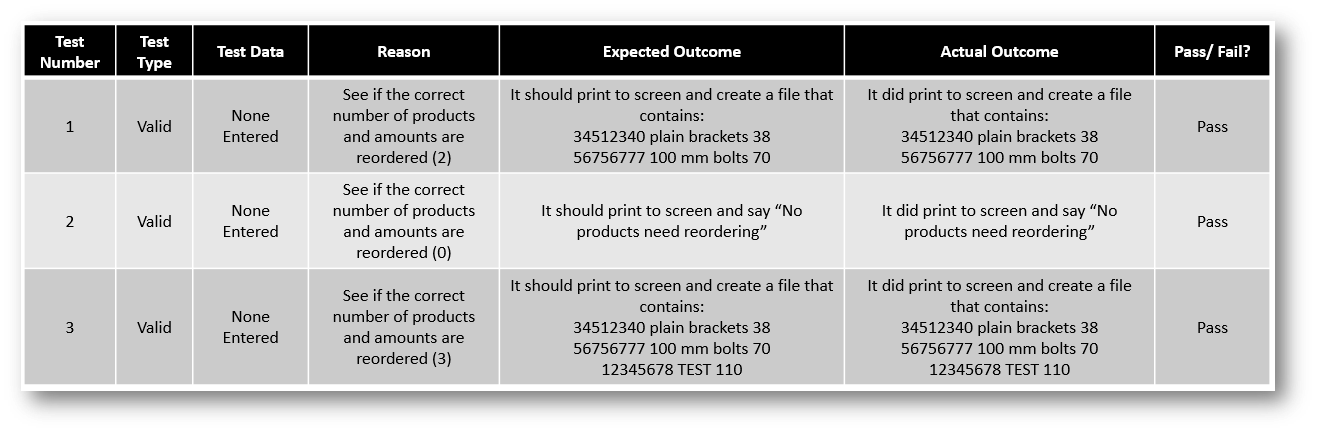 Test Number
Test Type
Test Data
Reason
Expected Outcome
Actual Outcome
Pass/ Fail?
1
Valid
None
Entered
See if the correct
number of products
and amounts are
reordered (2)
It should print to screen and create a file that
contains:
34512340 plain brackets 38
56756777 100 mm bolts 70
It did print to screen and create a file
that contains:
34512340 plain brackets 38
56756777 100 mm bolts 70
Pass
2
Valid
None
Entered
See if the correct
number of products
and amounts are
reordered (0)
It should print to screen and say “No
products need reordering”
It did print to screen and say “No
products need reordering”
Pass
3
Valid
None
Entered
See if the correct
number of products
and amounts are
reordered (3)
It should print to screen and create a file that
contains:
34512340 plain brackets 38
56756777 100 mm bolts 70
12345678 TEST 110
It did print to screen and create a file
that contains:
34512340 plain brackets 38
56756777 100 mm bolts 70
12345678 TEST 110
Pass